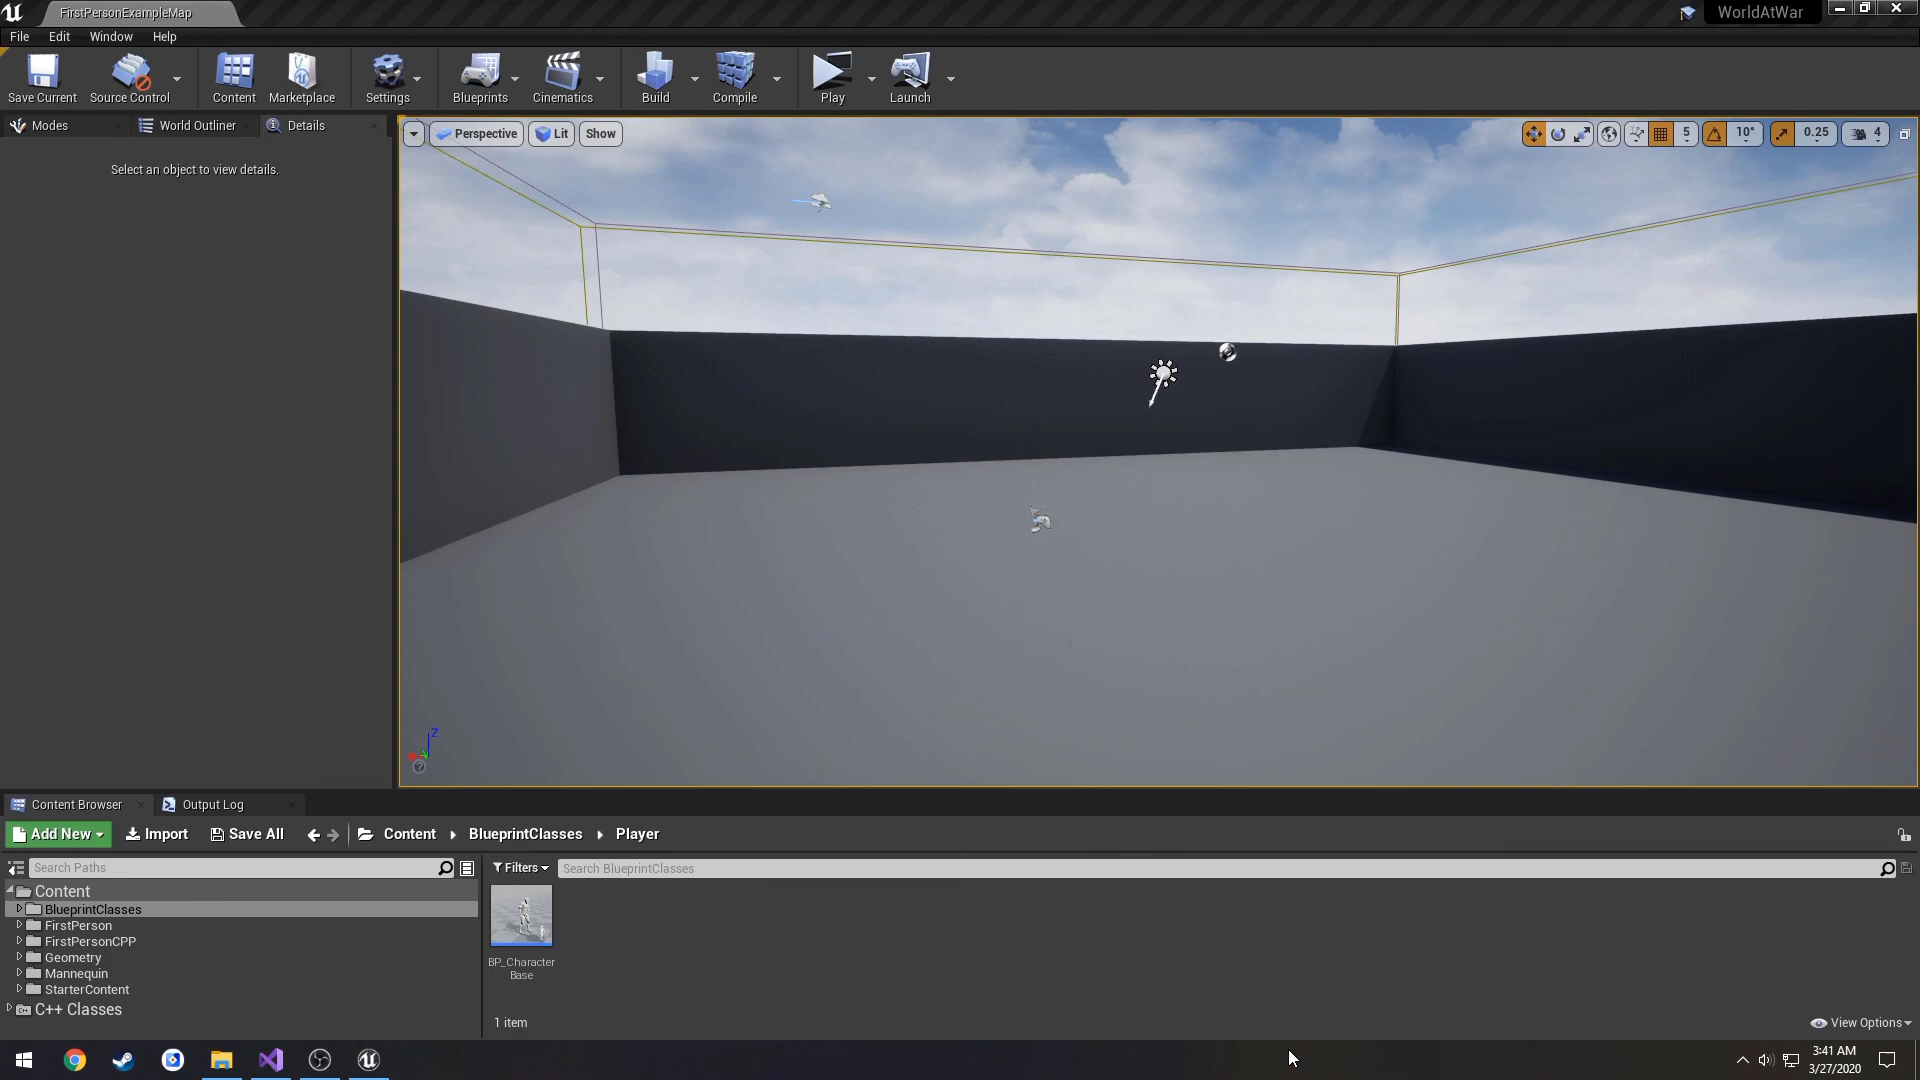 FirstPersonExampleMap
WorldAtWar
File Edit Window Help
Save Current Source Control Content Marketplace Settings Blueprints Cinematics Build Compile Play Launch
Modes World Outliner Details
Select an object to view details.
Perspective Lit Show
5 10° 0.25 4
Z
Content Browser Output Log
Add New Import Save All Content BlueprintClasses Player
Search Paths
Filters Search BlueprintClasses
Content
BlueprintClasses
FirstPerson
FirstPersonCPP
Geometry
Mannequin
StarterContent
C++ Classes
BP_Character
Base
1 item
View Options
3:41 AM
3/27/2020